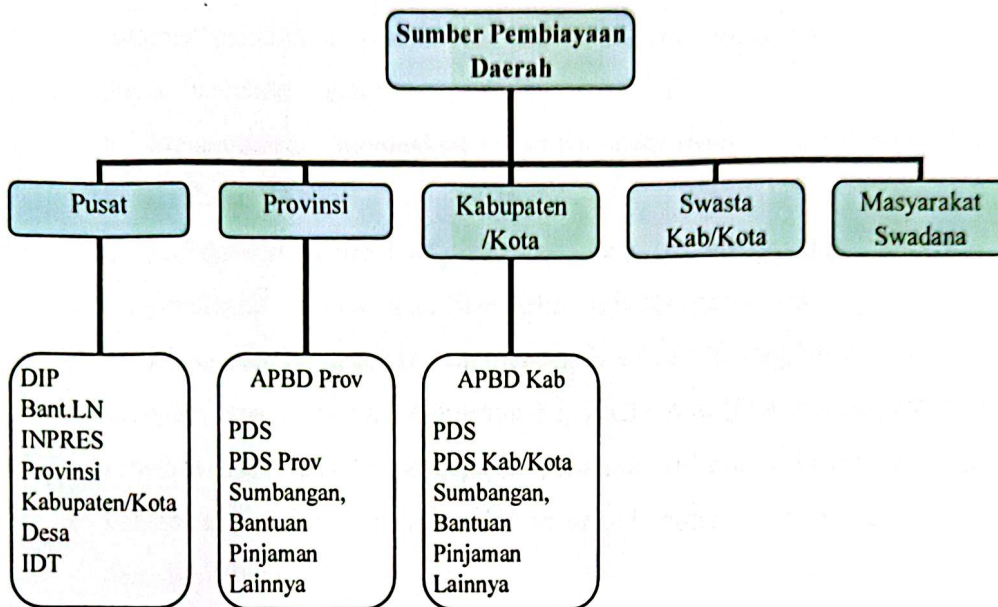 Sumber Pembiayaan
Daerah
Pusat
Provinsi
Kabupaten
/Kota
Swasta
Kab/Kota
Masyarakat
Swadana
DIP
Bant.LN
INPRES
Provinsi
Kabupaten/Kota
Desa
IDT
APBD Prov
PDS
PDS Prov
Sumbangan,
Bantuan
Pinjaman
Lainnya
APBD Kab
PDS
PDS Kab/Kota
Sumbangan,
Bantuan
Pinjaman
Lainnya